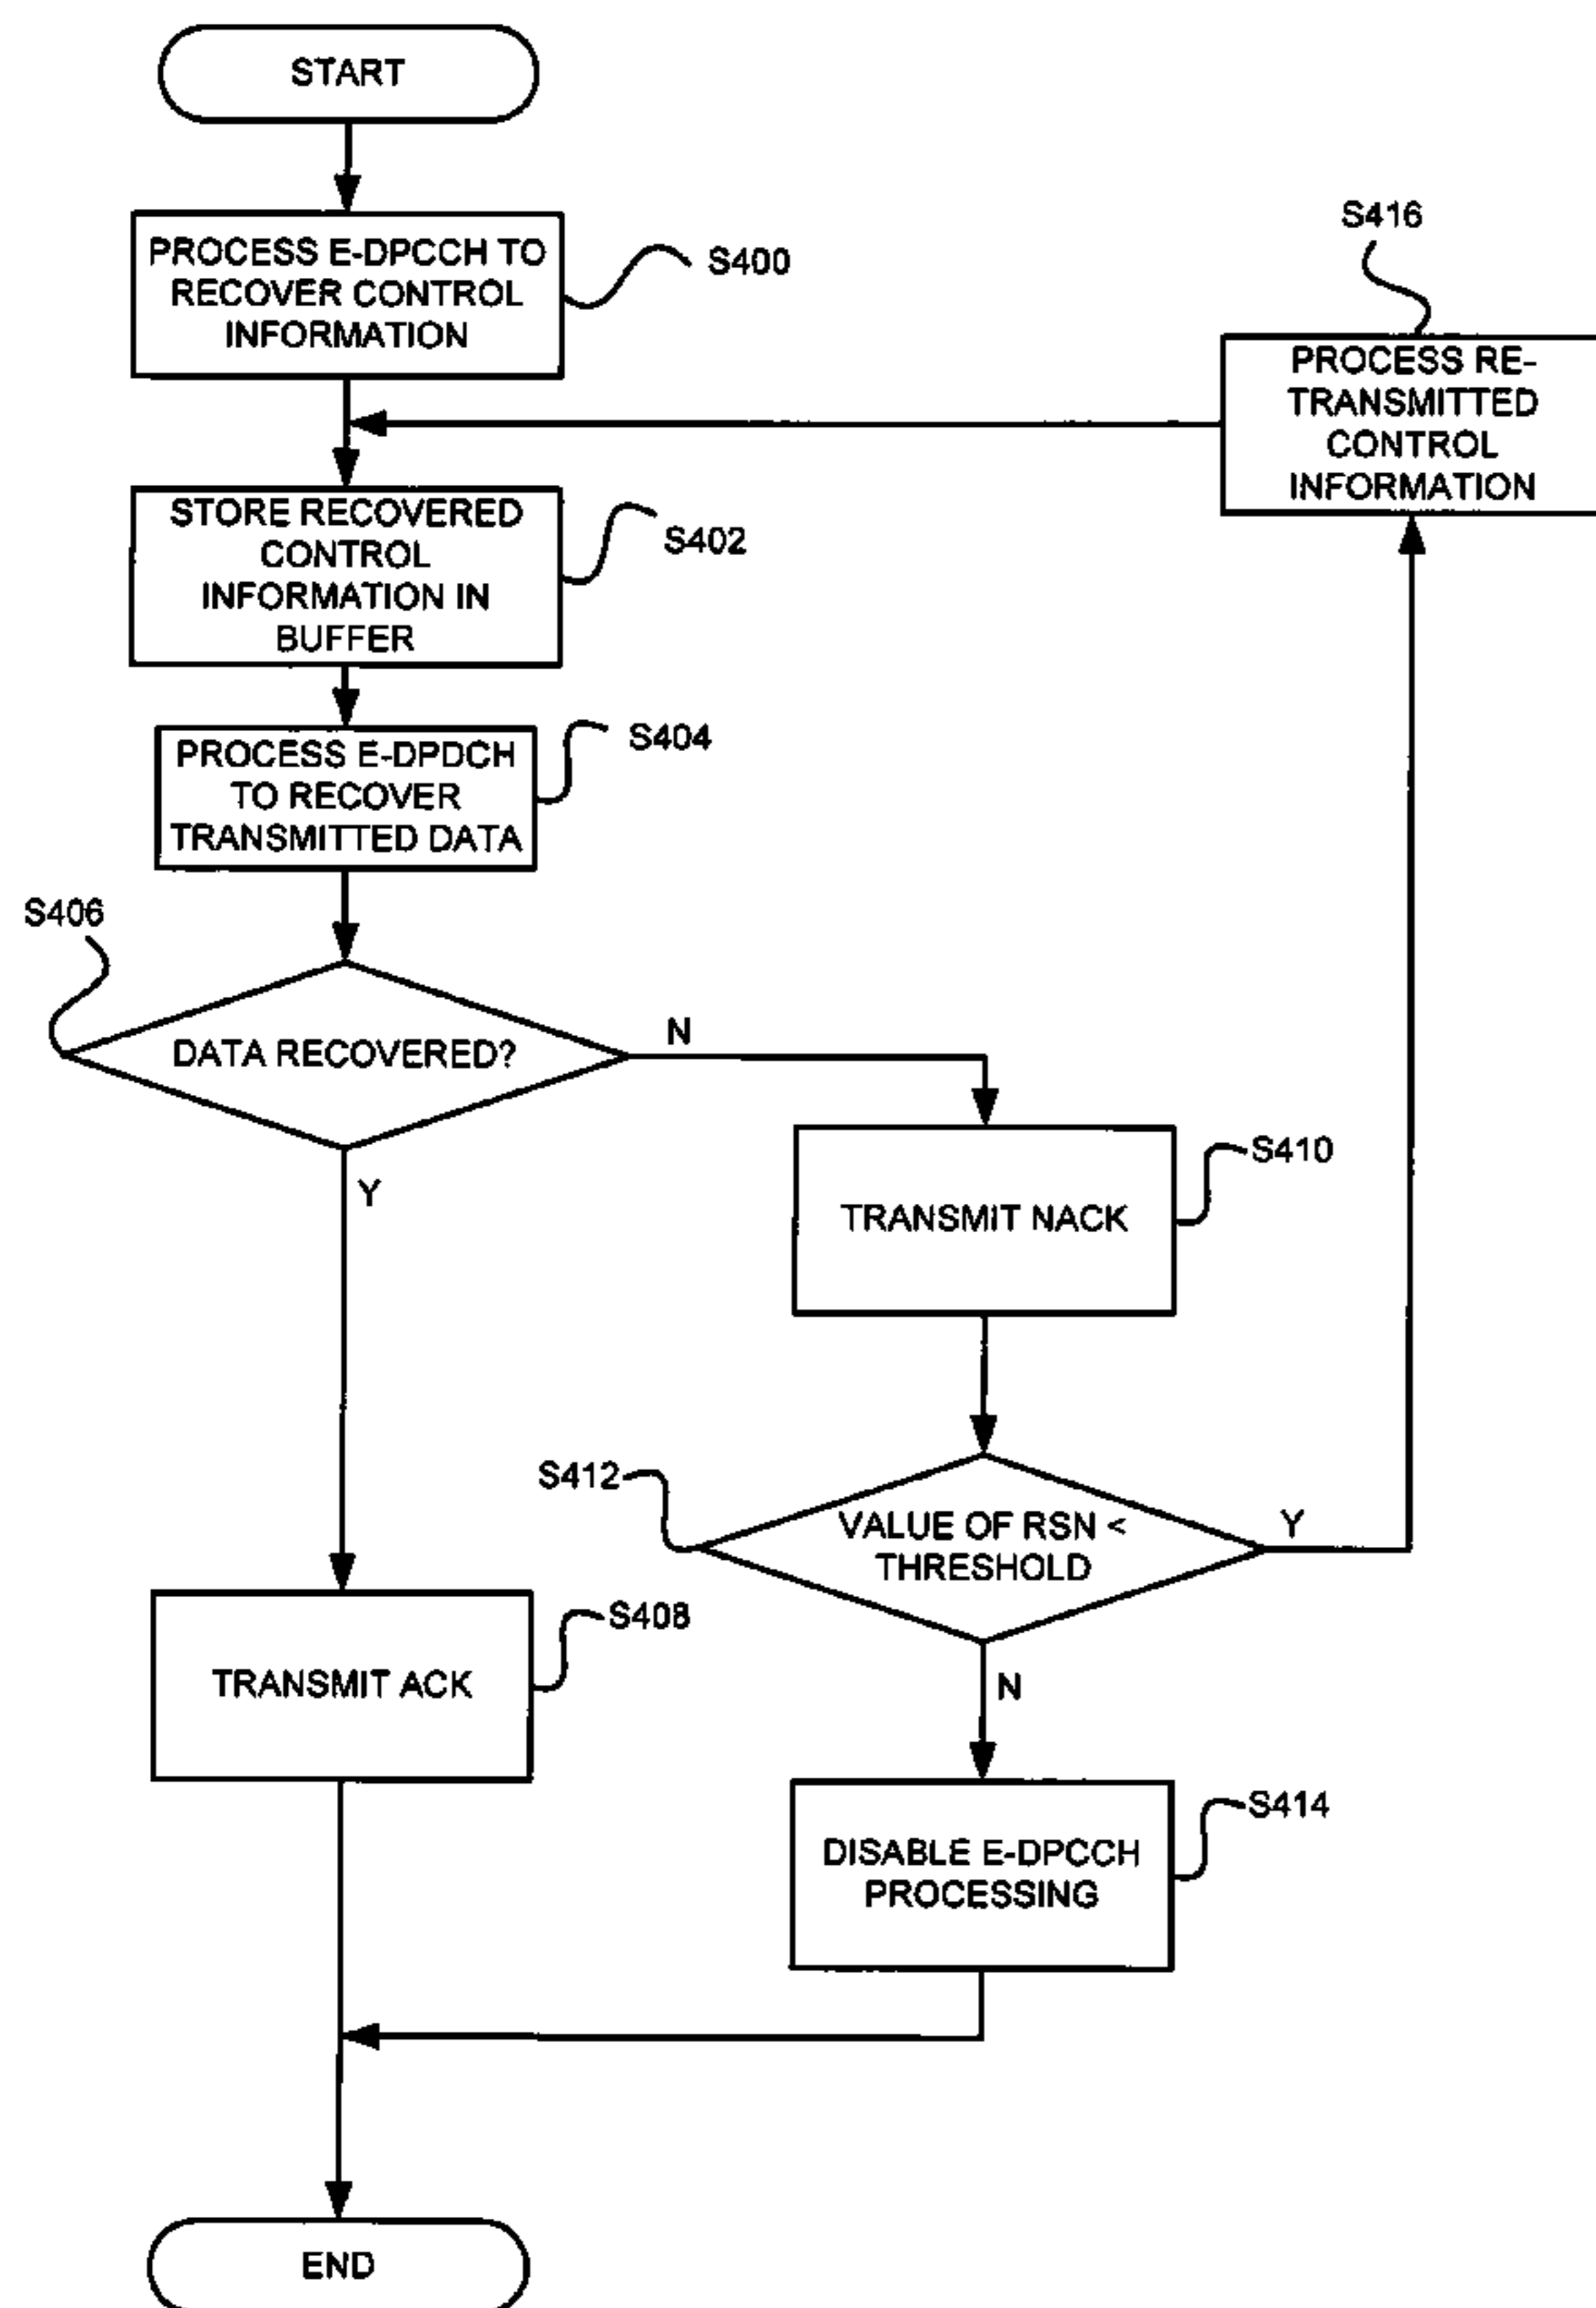 START
PROCESS E-DPCCH TO
RECOVER CONTROL
INFORMATION
S400
S416
PROCESS RE-
TRANSMITTED
CONTROL
INFORMATION
STORE RECOVERED
CONTROL
INFORMATION IN
BUFFER
S402
PROCESS E-DPDCH
TO RECOVER
TRANSMITTED DATA
S404
S406
DATA RECOVERED?
N
Y
TRANSMIT NACK
S410
S412
VALUE OF RSN <
THRESHOLD
Y
N
TRANSMIT ACK
S408
DISABLE E-DPCCH
PROCESSING
S414
END